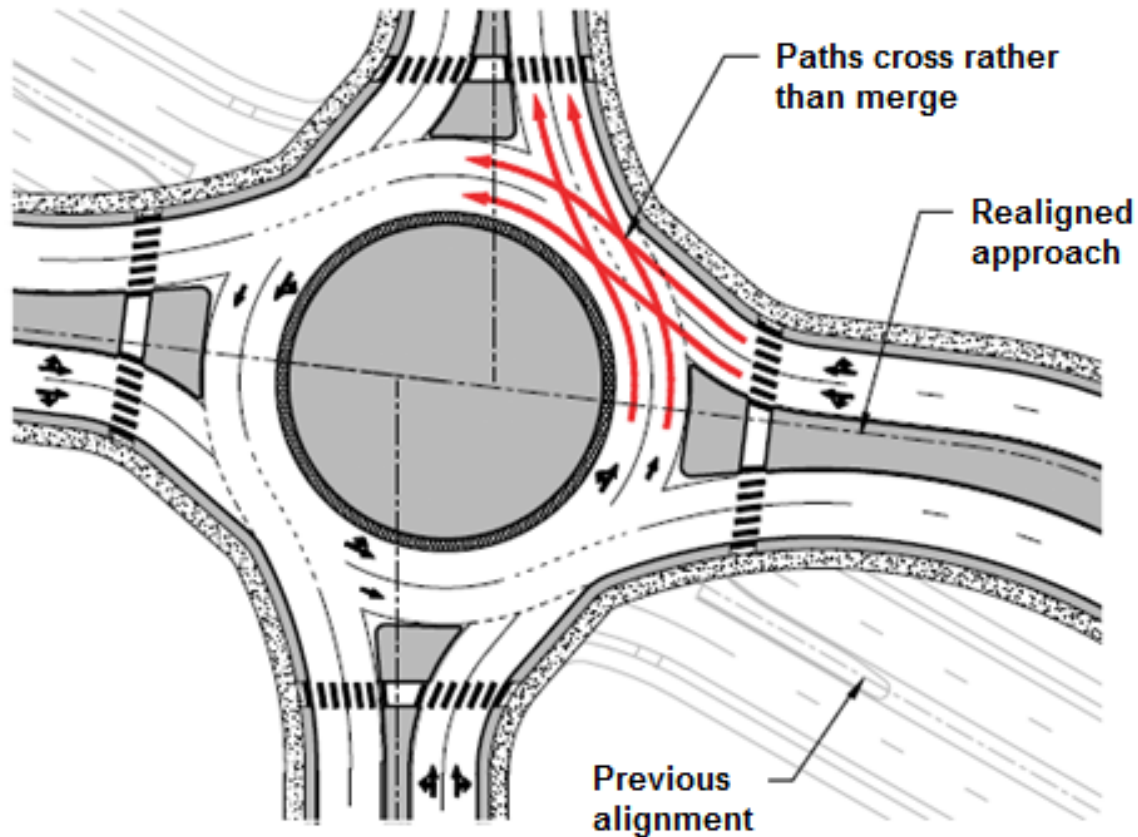 Paths cross rather
than merge
Realigned
approach
Previous
alignment